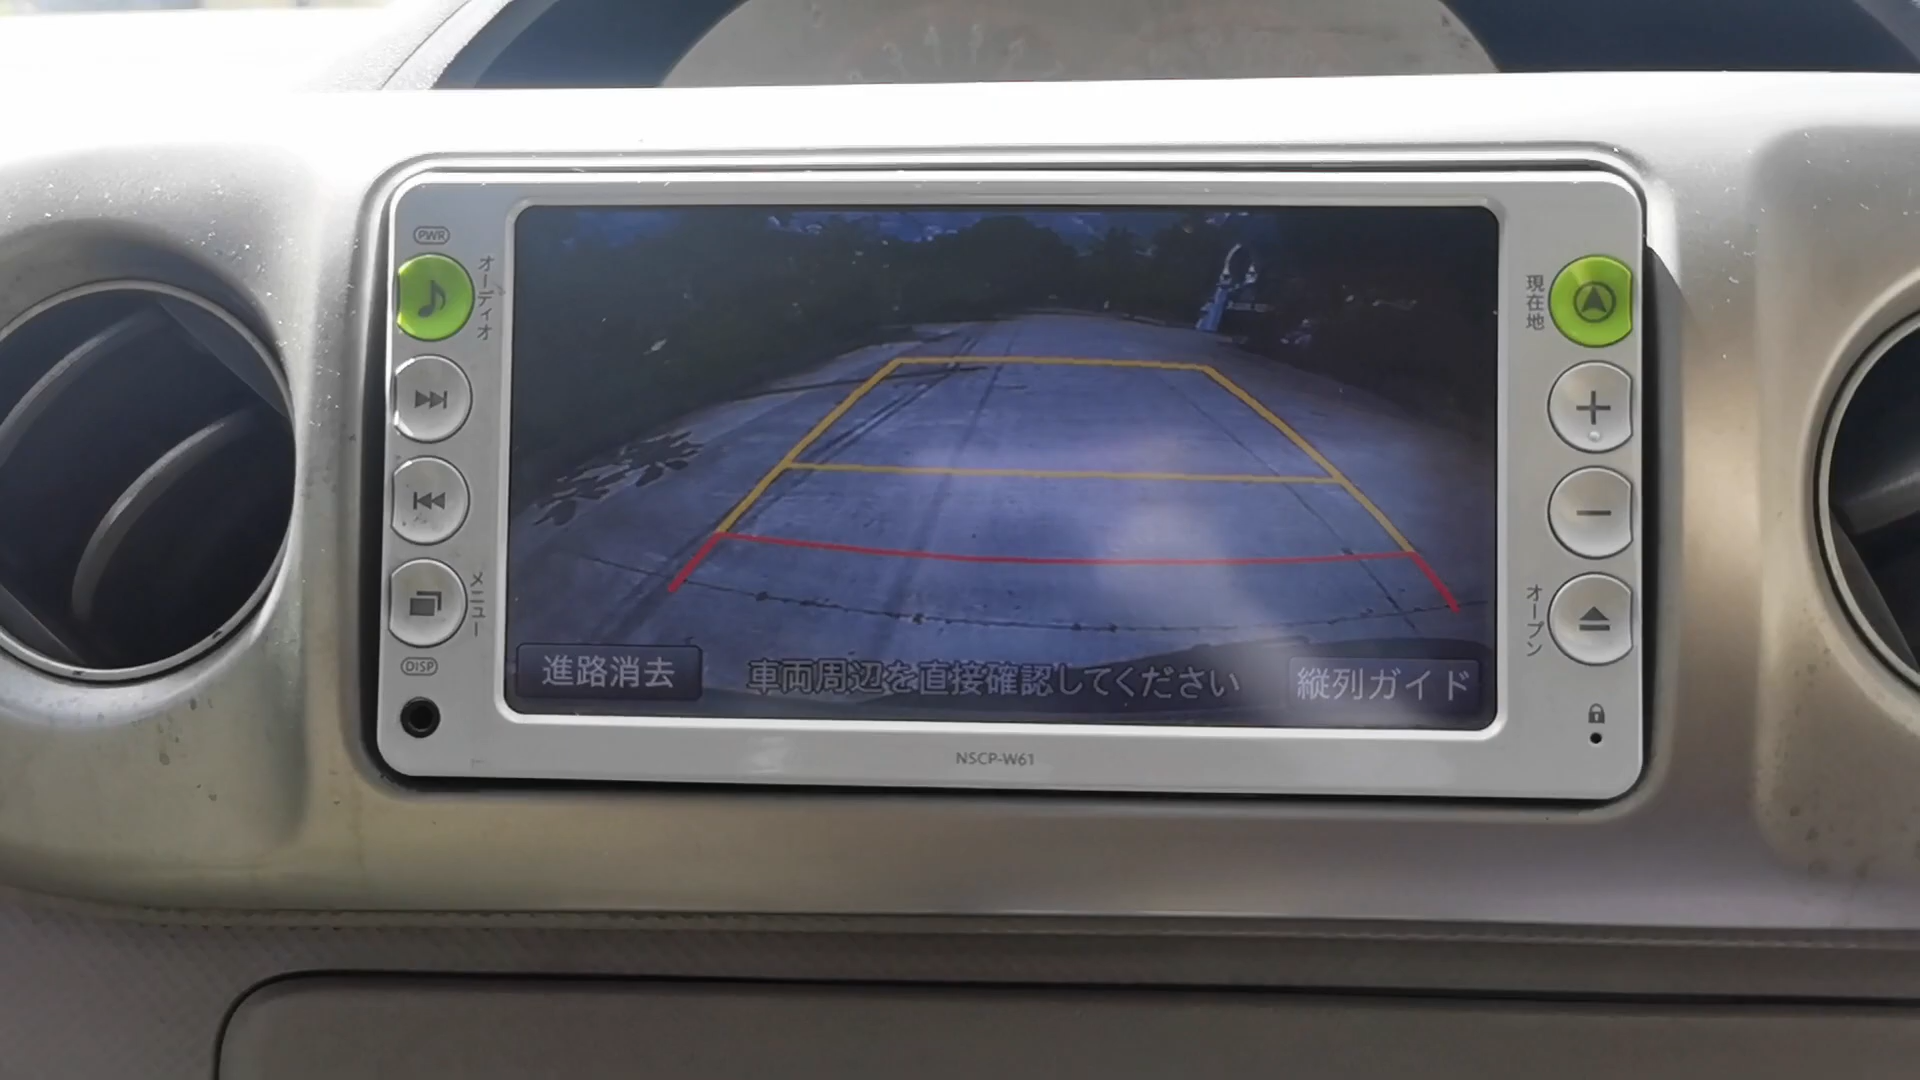 PWR
オーディオ
現在地
メニュー
オープン
進路消去
車両周辺を直接確認してください
縦列ガイド
DISP
NSCP-W61